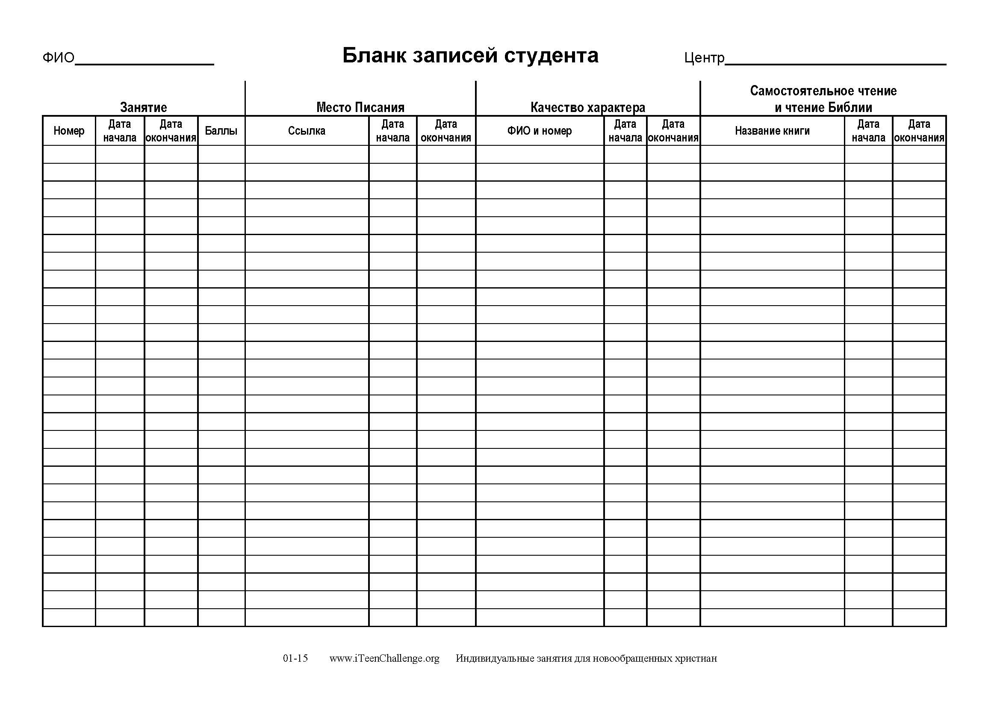 ФИО Бланк записей студента Центр
Самостоятельное чтение
Занятие Место Писания Качество характера и чтение Библии
Номер Дата начала Дата окончания Баллы Ссылка Дата начала Дата окончания ФИО и номер Дата начала Дата окончания Название книги Дата начала Дата окончания
01-15 www.iTeenChallenge.org Индивидуальные занятия для новообращенных христиан